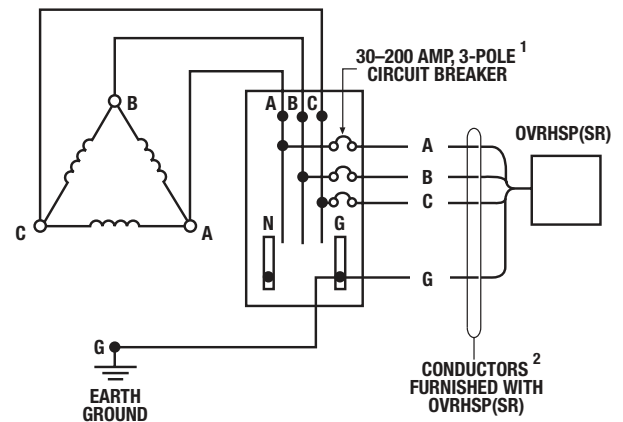 30–200 AMP, 3-POLE 1
CIRCUIT BREAKER
A B C
B
A
OVRHSP(SR)
B
C
C
A
N
G
G
G
EARTH
GROUND
CONDUCTORS 2
FURNISHED WITH
OVRHSP(SR)